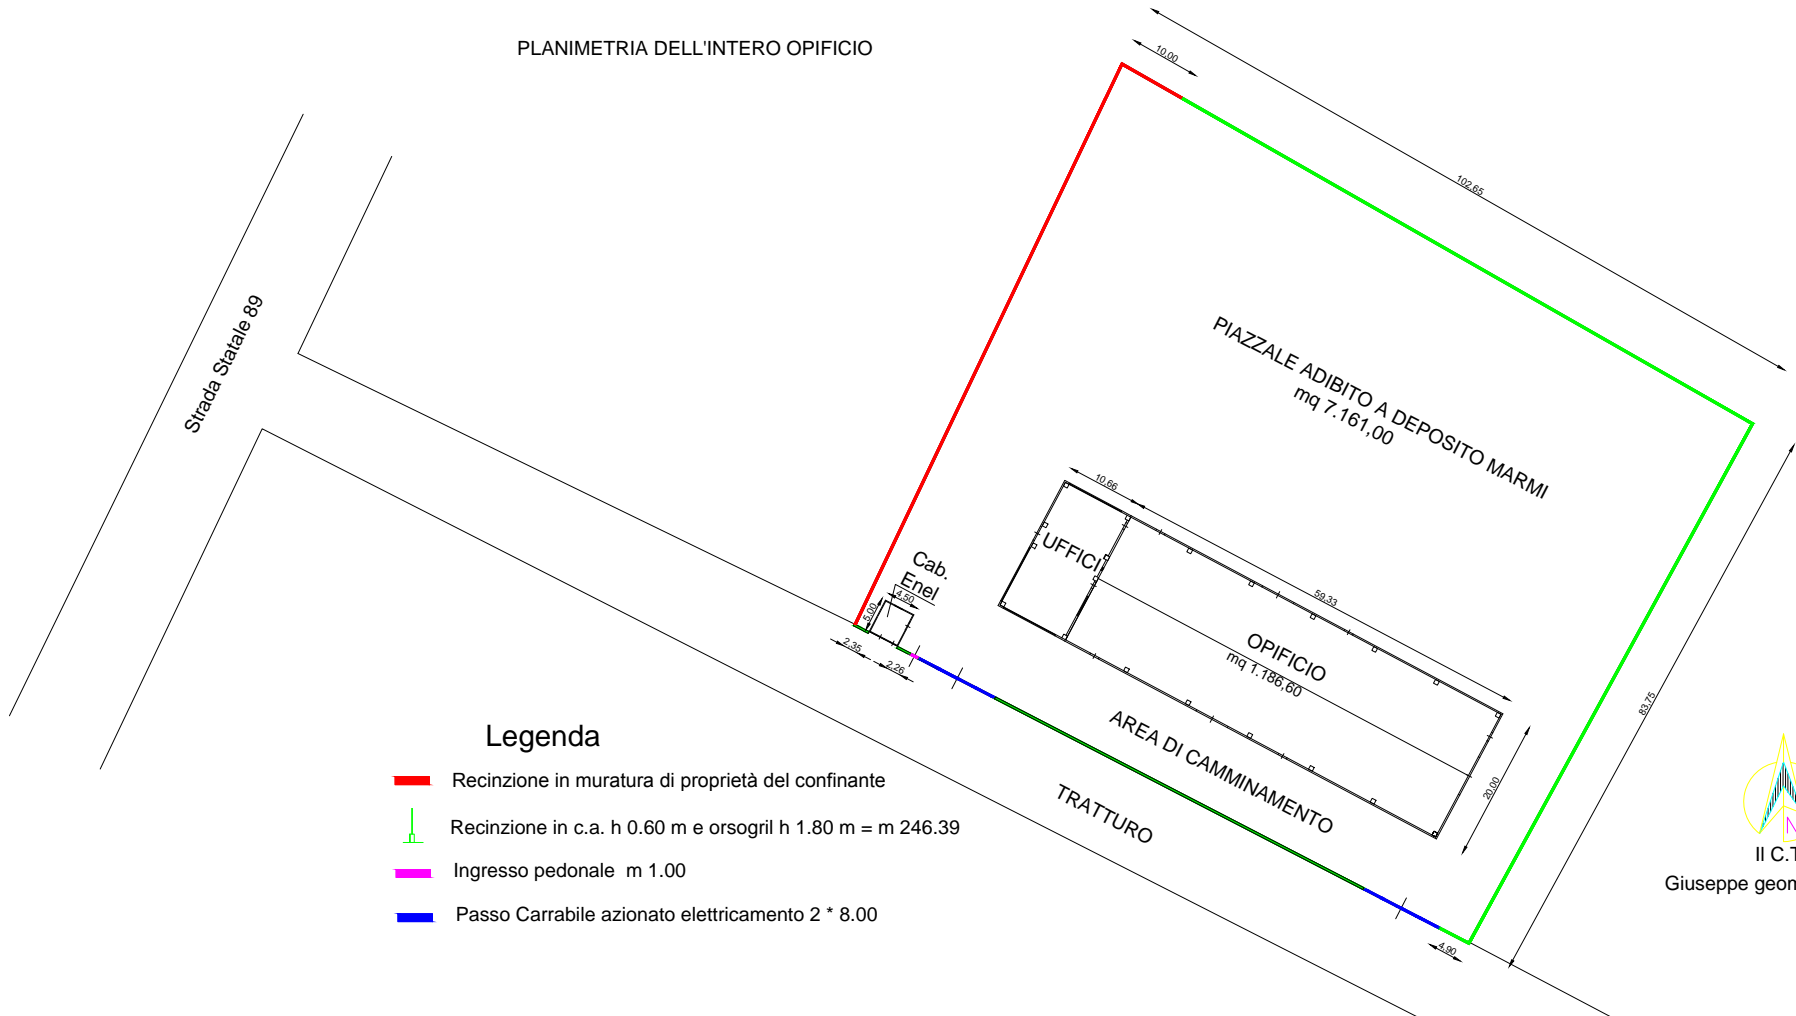 PLANIMETRIA DELL'INTERO OPIFICIO
10.00
102.65
Strada Statale 89
PIAZZALE ADIBITO A DEPOSITO MARMI
mq 7.161,00
10.66
UFFICI
59.33
Cab.
Enel
4.50
5.00
OPIFICIO
mq 1.186,60
2.35
2.26
83.75
20.00
AREA DI CAMMINAMENTO
TRATTURO
4.90
Legenda
Recinzione in muratura di proprietà del confinante
Recinzione in c.a. h 0.60 m e orsogril h 1.80 m = m 246.39
Ingresso pedonale m 1.00
Passo Carrabile azionato elettricamento 2 * 8.00
N
Il C.T
Giuseppe geom